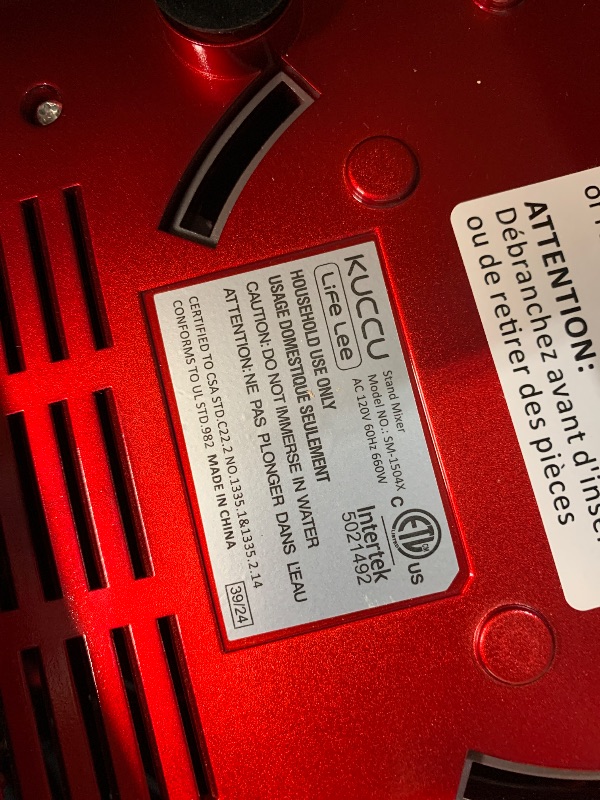 KUCCU
Life Lee
Stand Mixer
Model NO.: SM-1504X
AC 120V 60Hz 660W
C ETL CM US
Intertek
5021492
HOUSEHOLD USE ONLY
USAGE DOMESTIQUE SEULEMENT
CAUTION: DO NOT IMMERSE IN WATER
ATTENTION: NE PAS PLONGER DANS L'EAU
CERTIFIED TO CSA STD.C22.2 NO.1335.1&1335.2.14
CONFORMS TO UL STD.982 MADE IN CHINA
39/24
ATTENTION:
Débranchez avant d'inser
ou de retirer des pièces